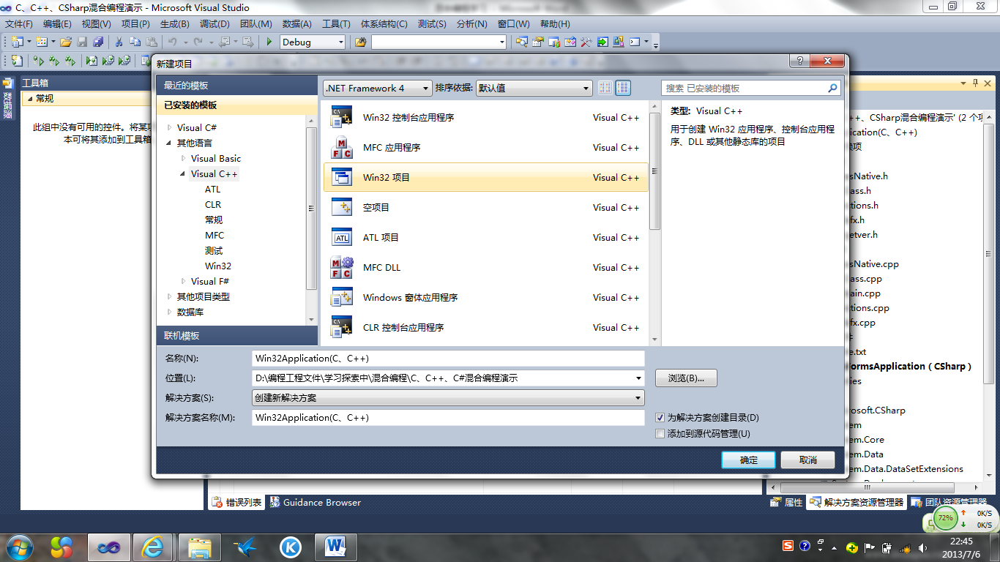 C、C++、CSharp混合编程演示 - Microsoft Visual Studio
文件(F) 编辑(E) 视图(V) 项目(P) 生成(B) 调试(D) 团队(M) 数据(A) 工具(T) 体系结构(C) 测试(S) 分析(N) 窗口(W) 帮助(H)
Debug
新建项目
数据源
工具箱
常规
此组中没有可用的控件。将某项
本可将其添加到工具箱
最近的模板
已安装的模板
Visual C#
其他语言
Visual Basic
Visual C++
ATL
CLR
常规
MFC
测试
Win32
Visual F#
其他项目类型
数据库
联机模板
.NET Framework 4 排序依据: 默认值
搜索 已安装的模板
Win32 控制台应用程序 Visual C++
MFC 应用程序 Visual C++
Win32 项目 Visual C++
空项目 Visual C++
ATL 项目 Visual C++
MFC DLL Visual C++
Windows 窗体应用程序 Visual C++
CLR 控制台应用程序 Visual C++
类型: Visual C++
用于创建 Win32 应用程序、控制台应用程
序、DLL 或其他静态库的项目
名称(N): Win32Application(C、C++)
位置(L): D:\编程工程文件\学习探索中\混合编程\C、C++、C#混合编程演示 浏览(B)...
解决方案(S): 创建新解决方案
解决方案名称(M): Win32Application(C、C++)
为解决方案创建目录(D)
添加到源代码管理(U)
确定 取消
++、CSharp混合编程演示' (2 个项
ication(C、C++)
项
sNative.h
ass.h
tions.h
fx.h
etver.h
sNative.cpp
ass.cpp
ain.cpp
tions.cpp
fx.cpp
e.txt
ormsApplication ( CSharp )
ies
osoft.CSharp
em
em.Core
em.Data
em.Data.DataSetExtensions
错误列表 Guidance Browser
属性 解决方案资源管理器 团队资源管理器
72% 0K/S
0K/S
22:45
2013/7/6